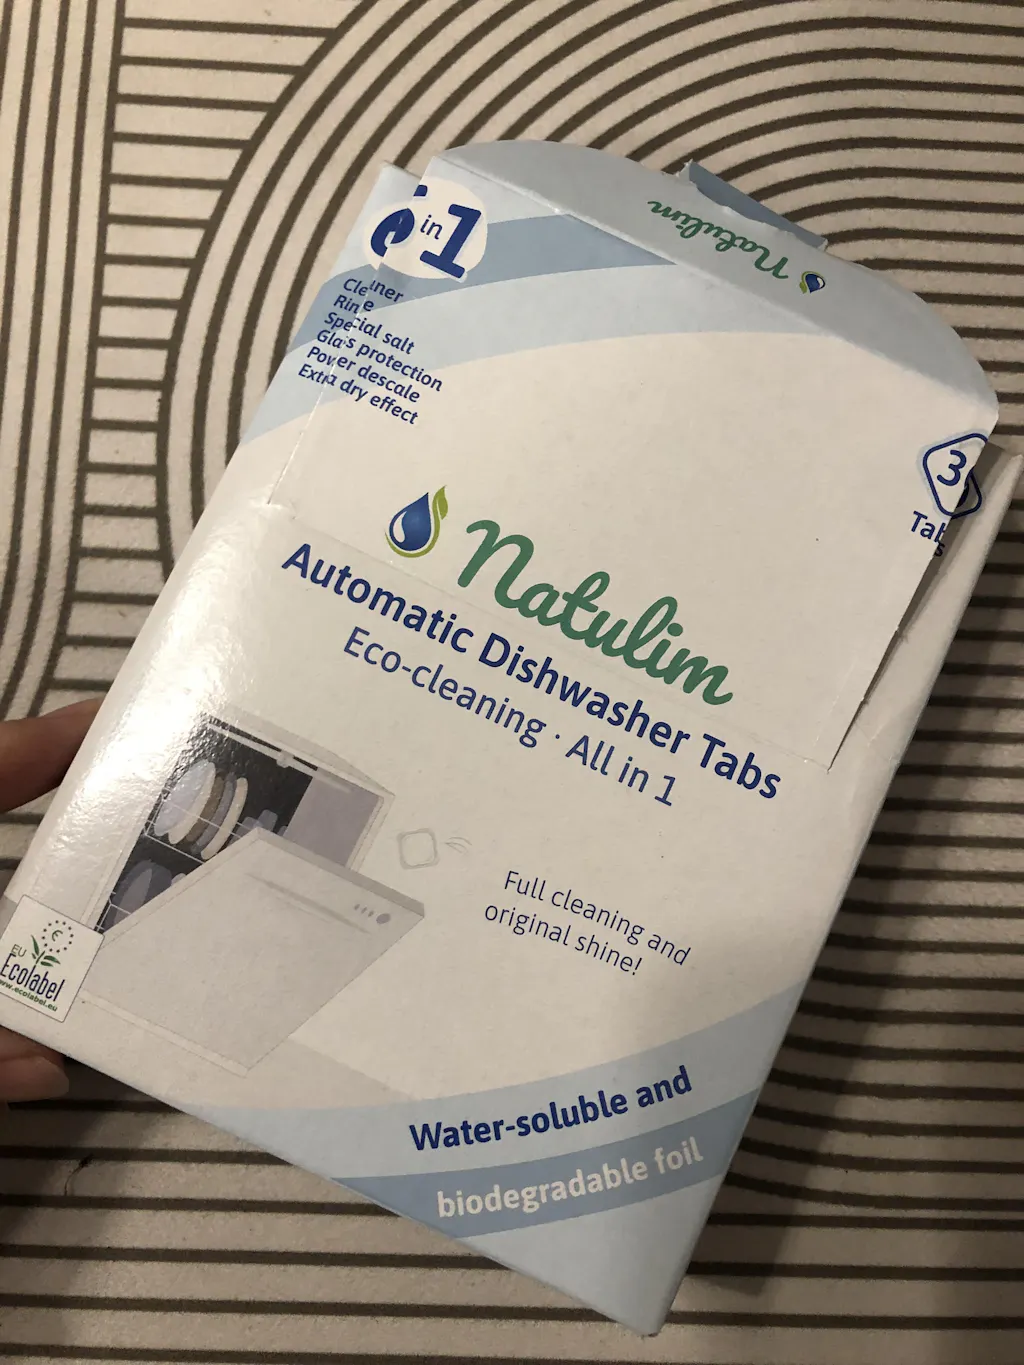 in 1
Cleaner
Rinse
Special salt
Glass protection
Power descale
Extra dry effect
Natulim
Natulim
Automatic Dishwasher Tabs
Eco-cleaning · All in 1
Tabs
Full cleaning and
original shine!
EU
Ecolabel
www.ecolabel.eu
Water-soluble and
biodegradable foil